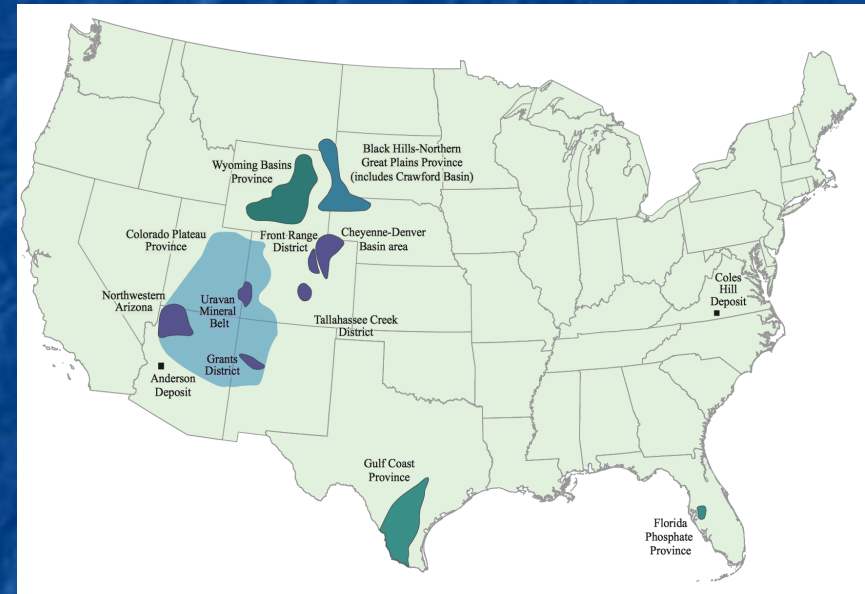 Black Hills-Northern
Great Plains Province
(includes Crawford Basin)
Wyoming Basins
Province
Colorado Plateau
Province
Front Range
District
Cheyenne-Denver
Basin area
Northwestern
Arizona
Uravan
Mineral
Belt
Tallahassee Creek
District
Coles
Hill
Deposit
Grants
District
Anderson
Deposit
Gulf Coast
Province
Florida
Phosphate
Province